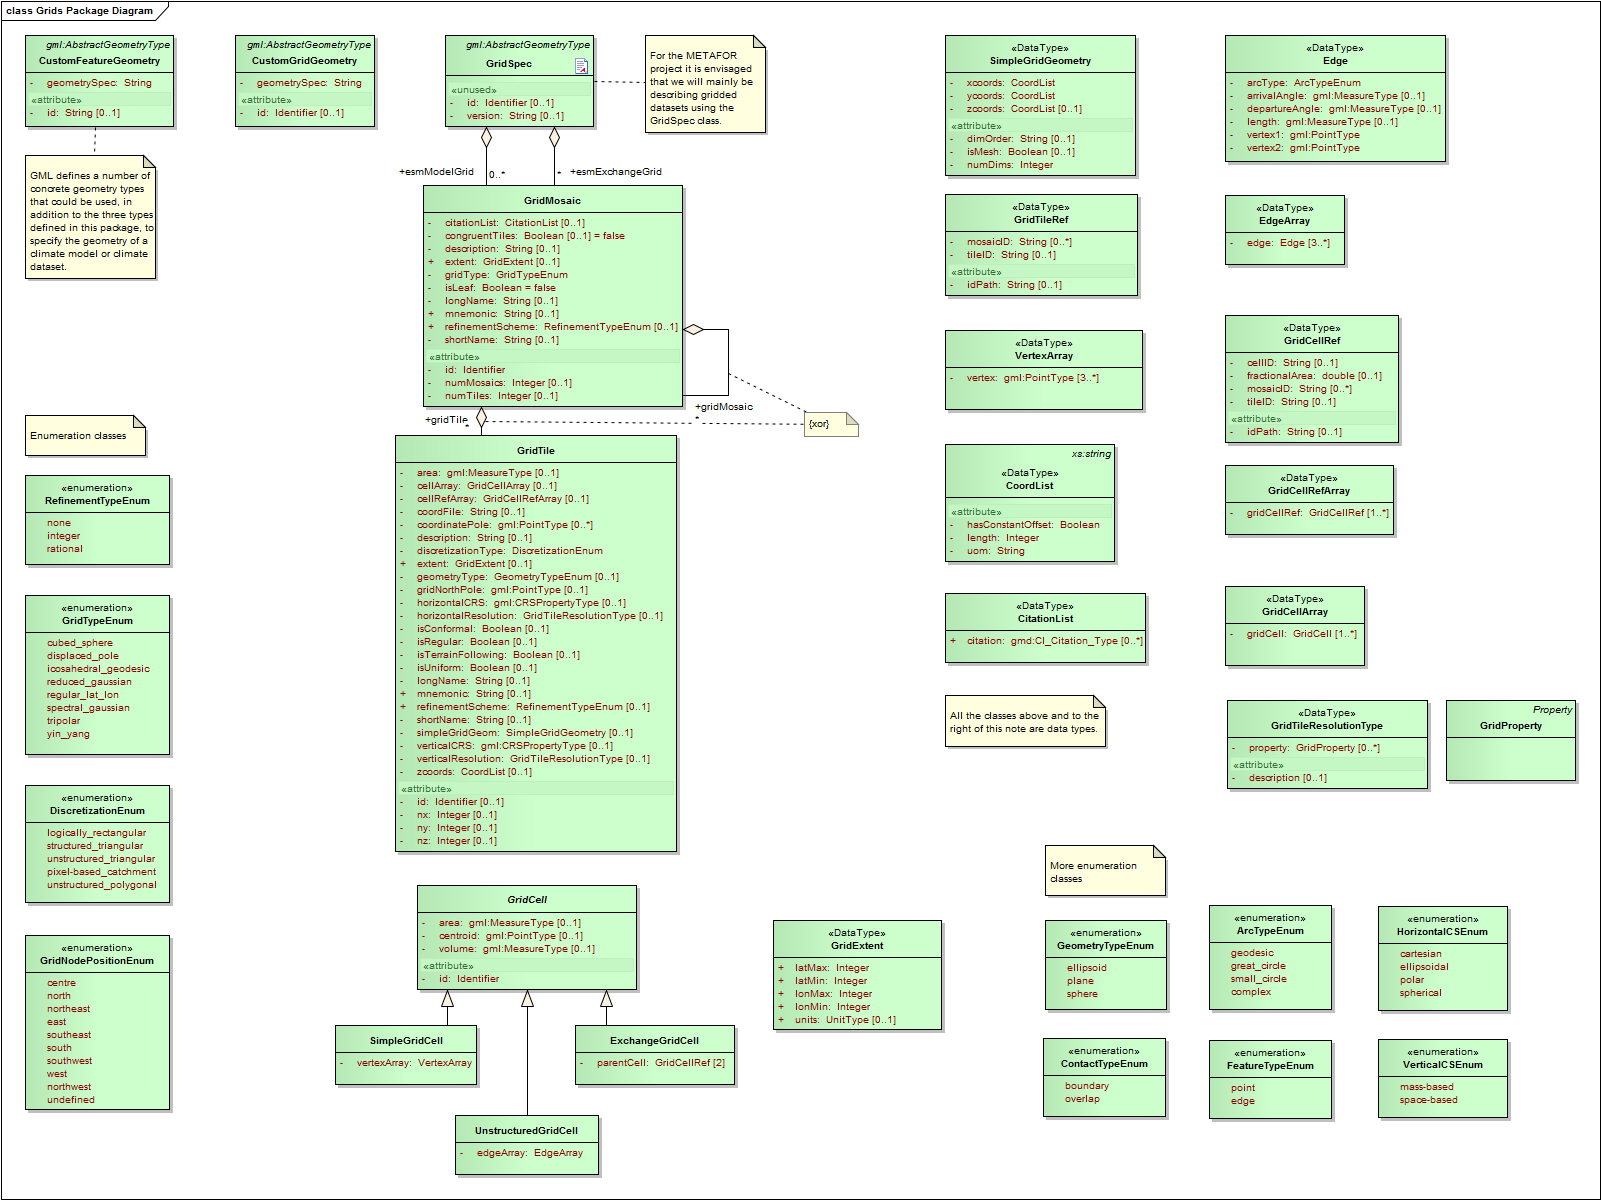 class Grids Package Diagram
gml:AbstractGeometryType
CustomFeatureGeometry
- geometrySpec: String
«attribute»
- id: String [0..1]
GML defines a number of
concrete geometry types
that could be used, in
addition to the three types
defined in this package, to
specify the geometry of a
climate model or climate
dataset.
gml:AbstractGeometryType
CustomGridGeometry
- geometrySpec: String
«attribute»
- id: Identifier [0..1]
gml:AbstractGeometryType
GridSpec
«unused»
- id: Identifier [0..1]
- version: String [0..1]
For the METAFOR
project it is envisaged
that we will mainly be
describing gridded
datasets using the
GridSpec class.
+esmModelGrid
0..*
*
+esmExchangeGrid
GridMosaic
- citationList: CitationList [0..1]
- congruentTiles: Boolean [0..1] = false
- description: String [0..1]
+ extent: GridExtent [0..1]
- gridType: GridTypeEnum
- isLeaf: Boolean = false
- longName: String [0..1]
+ mnemonic: String [0..1]
+ refinementScheme: RefinementTypeEnum [0..1]
- shortName: String [0..1]
«attribute»
- id: Identifier
- numMosaics: Integer [0..1]
- numTiles: Integer [0..1]
+gridMosaic
*
+gridTile
*
{xor}
GridTile
- area: gml:MeasureType [0..1]
- cellArray: GridCellArray [0..1]
- cellRefArray: GridCellRefArray [0..1]
- coordFile: String [0..1]
- coordinatePole: gml:PointType [0..*]
- description: String [0..1]
- discretizationType: DiscretizationEnum
+ extent: GridExtent [0..1]
- geometryType: GeometryTypeEnum [0..1]
- gridNorthPole: gml:PointType [0..1]
- horizontalCRS: gml:CRSPropertyType [0..1]
- horizontalResolution: GridTileResolutionType [0..1]
- isConformal: Boolean [0..1]
- isRegular: Boolean [0..1]
- isTerrainFollowing: Boolean [0..1]
- isUniform: Boolean [0..1]
- longName: String [0..1]
+ mnemonic: String [0..1]
+ refinementScheme: RefinementTypeEnum [0..1]
- shortName: String [0..1]
- simpleGridGeom: SimpleGridGeometry [0..1]
- verticalCRS: gml:CRSPropertyType [0..1]
- verticalResolution: GridTileResolutionType [0..1]
- zcoords: CoordList [0..1]
«attribute»
- id: Identifier [0..1]
- nx: Integer [0..1]
- ny: Integer [0..1]
- nz: Integer [0..1]
GridCell
- area: gml:MeasureType [0..1]
- centroid: gml:PointType [0..1]
- volume: gml:MeasureType [0..1]
«attribute»
- id: Identifier
SimpleGridCell
- vertexArray: VertexArray
ExchangeGridCell
- parentCell: GridCellRef [2]
UnstructuredGridCell
- edgeArray: EdgeArray
Enumeration classes
«enumeration»
RefinementTypeEnum
none
integer
rational
«enumeration»
GridTypeEnum
cubed_sphere
displaced_pole
icosahedral_geodesic
reduced_gaussian
regular_lat_lon
spectral_gaussian
tripolar
yin_yang
«enumeration»
DiscretizationEnum
logically_rectangular
structured_triangular
unstructured_triangular
pixel-based_catchment
unstructured_polygonal
«enumeration»
GridNodePositionEnum
centre
north
northeast
east
southeast
south
southwest
west
northwest
undefined
«DataType»
SimpleGridGeometry
- xcoords: CoordList
- ycoords: CoordList
- zcoords: CoordList [0..1]
«attribute»
- dimOrder: String [0..1]
- isMesh: Boolean [0..1]
- numDims: Integer
«DataType»
GridTileRef
- mosaicID: String [0..*]
- tileID: String [0..1]
«attribute»
- idPath: String [0..1]
«DataType»
VertexArray
- vertex: gml:PointType [3..*]
xs:string
«DataType»
CoordList
«attribute»
- hasConstantOffset: Boolean
- length: Integer
- uom: String
«DataType»
CitationList
+ citation: gmd:CI_Citation_Type [0..*]
All the classes above and to the
right of this note are data types.
«DataType»
Edge
- arcType: ArcTypeEnum
- arrivalAngle: gml:MeasureType [0..1]
- departureAngle: gml:MeasureType [0..1]
- length: gml:MeasureType [0..1]
- vertex1: gml:PointType
- vertex2: gml:PointType
«DataType»
EdgeArray
- edge: Edge [3..*]
«DataType»
GridCellRef
- cellID: String [0..1]
- fractionalArea: double [0..1]
- mosaicID: String [0..*]
- tileID: String [0..1]
«attribute»
- idPath: String [0..1]
«DataType»
GridCellRefArray
- gridCellRef: GridCellRef [1..*]
«DataType»
GridCellArray
- gridCell: GridCell [1..*]
«DataType»
GridTileResolutionType
- property: GridProperty [0..*]
«attribute»
- description [0..1]
Property
GridProperty
More enumeration
classes
«DataType»
GridExtent
+ latMax: Integer
+ latMin: Integer
+ lonMax: Integer
+ lonMin: Integer
+ units: UnitType [0..1]
«enumeration»
GeometryTypeEnum
ellipsoid
plane
sphere
«enumeration»
ArcTypeEnum
geodesic
great_circle
small_circle
complex
«enumeration»
HorizontalCSEnum
cartesian
ellipsoidal
polar
spherical
«enumeration»
ContactTypeEnum
boundary
overlap
«enumeration»
FeatureTypeEnum
point
edge
«enumeration»
VerticalCSEnum
mass-based
space-based